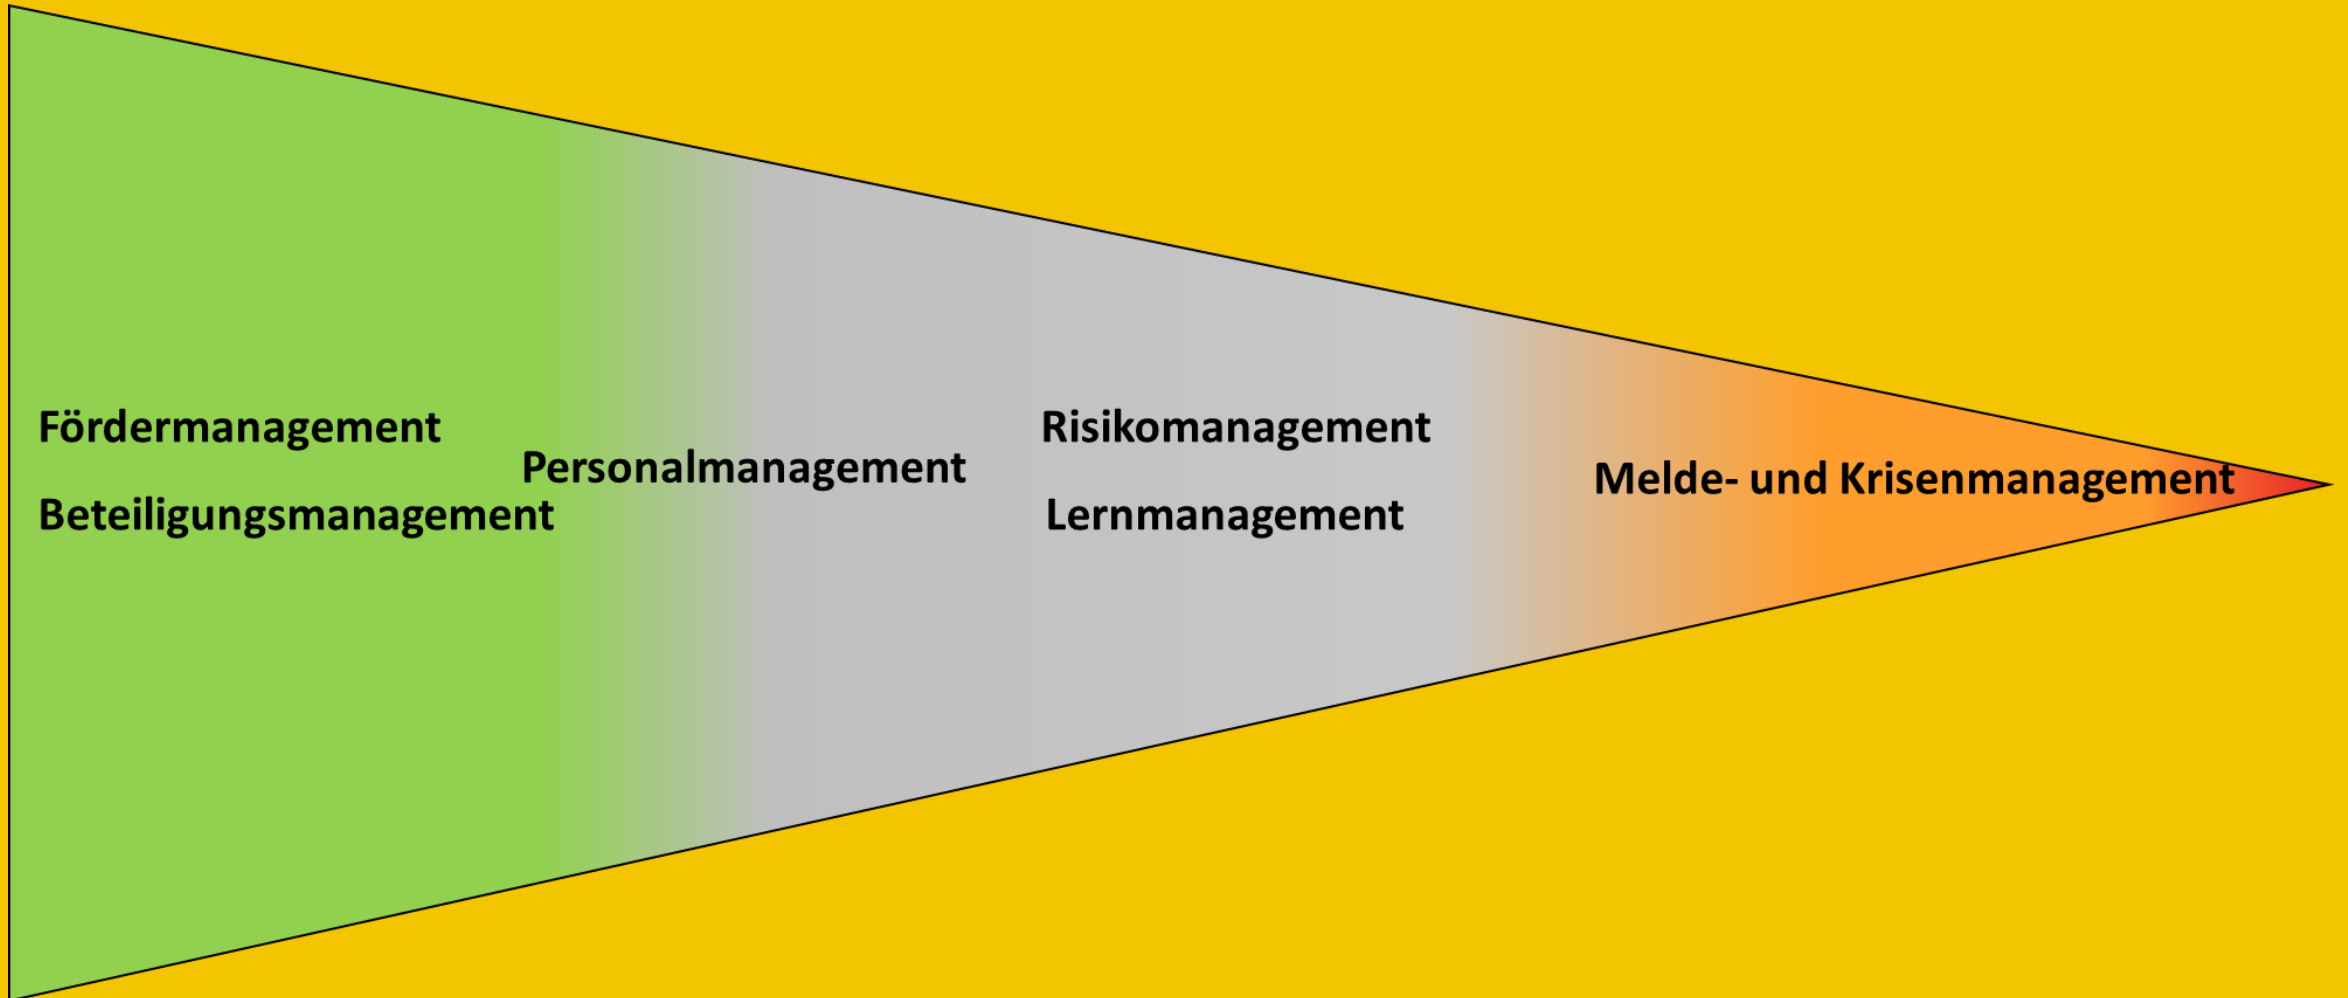 Fördermanagement
Beteiligungsmanagement
Personalmanagement
Risikomanagement
Lernmanagement
Melde- und Krisenmanagement